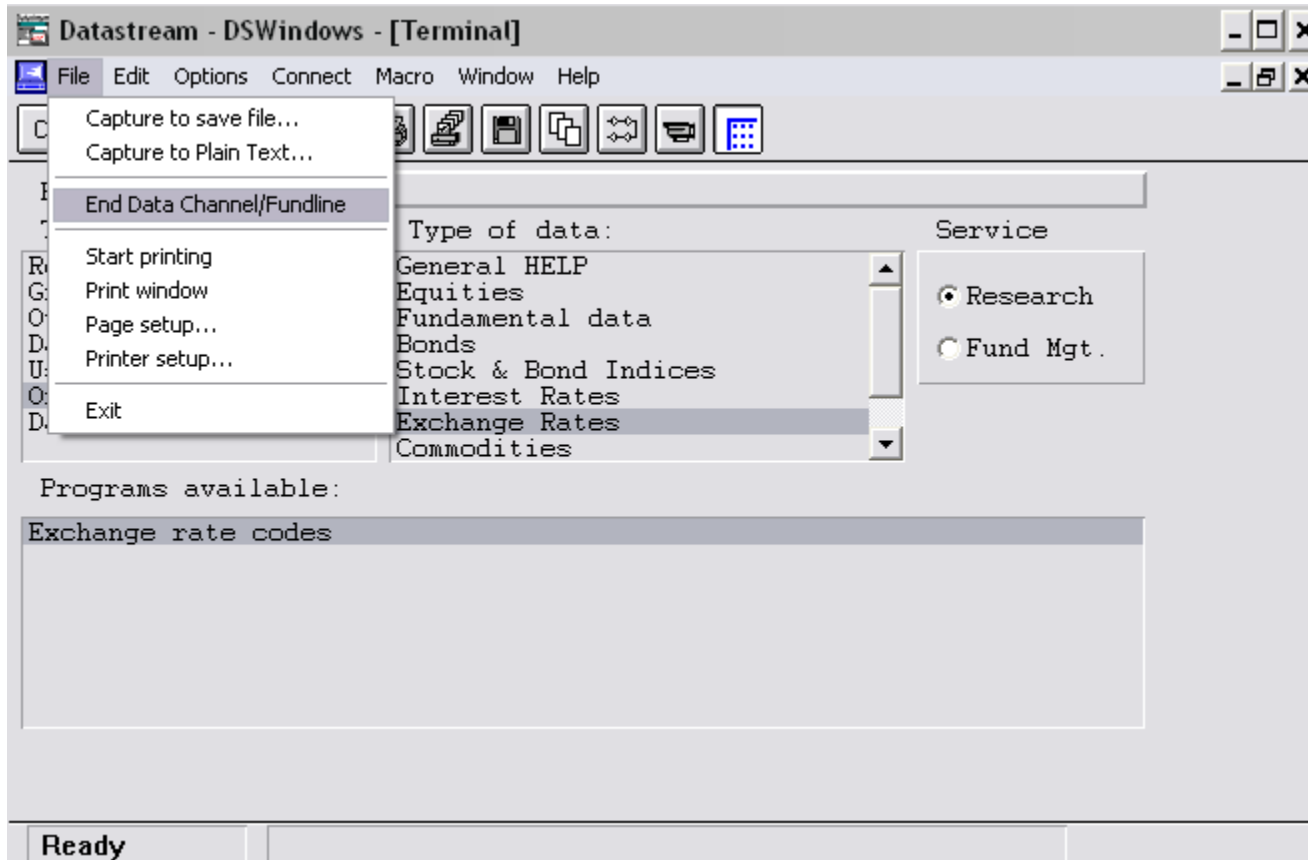 Datastream - DSWindows - [Terminal]
File Edit Options Connect Macro Window Help
Capture to save file...
Capture to Plain Text...
End Data Channel/Fundline
Start printing
Print window
Page setup...
Printer setup...
Exit
Type of data:
General HELP
Equities
Fundamental data
Bonds
Stock & Bond Indices
Interest Rates
Exchange Rates
Commodities
Service
Research
Fund Mgt.
Programs available:
Exchange rate codes
Ready